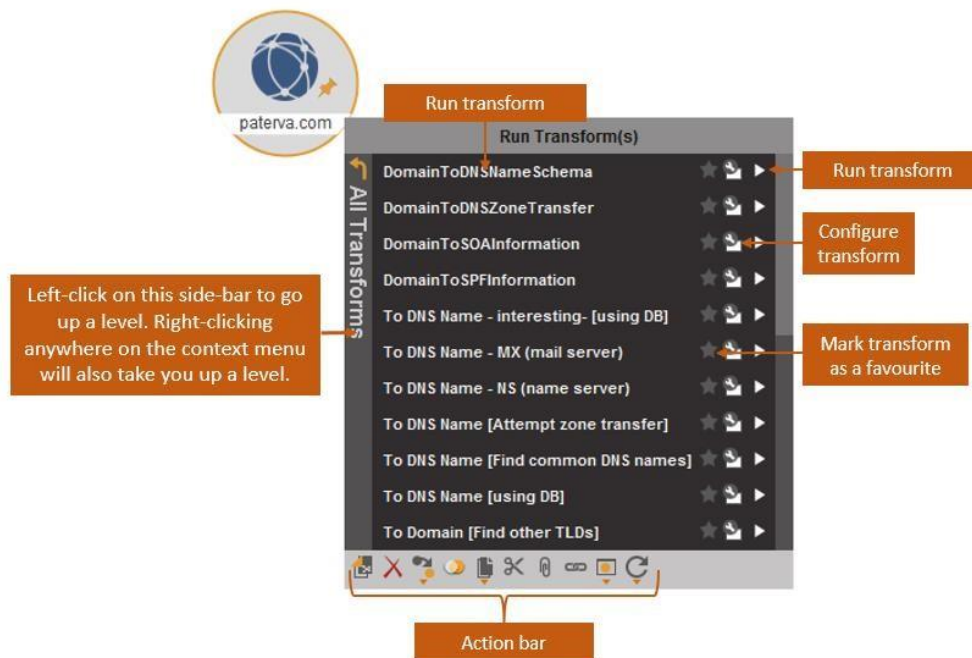 paterva.com
Run transform
Run Transform(s)
All Transforms
DomainToDNSNameSchema
Run transform
DomainToDNSZoneTransfer
DomainToSOAInformation
Configure
transform
DomainToSPFInformation
Left-click on this side-bar to go
up a level. Right-clicking
anywhere on the context menu
will also take you up a level.
To DNS Name - interesting- [using DB]
To DNS Name - MX (mail server)
Mark transform
as a favourite
To DNS Name - NS (name server)
To DNS Name [Attempt zone transfer]
To DNS Name [Find common DNS names]
To DNS Name [using DB]
To Domain [Find other TLDs]
Action bar